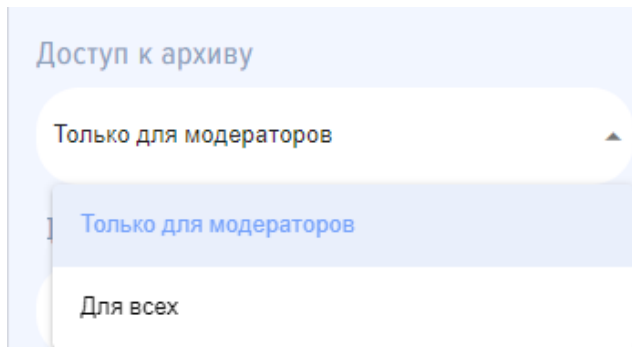 Доступ к архиву
Только для модераторов
Только для модераторов
Для всех